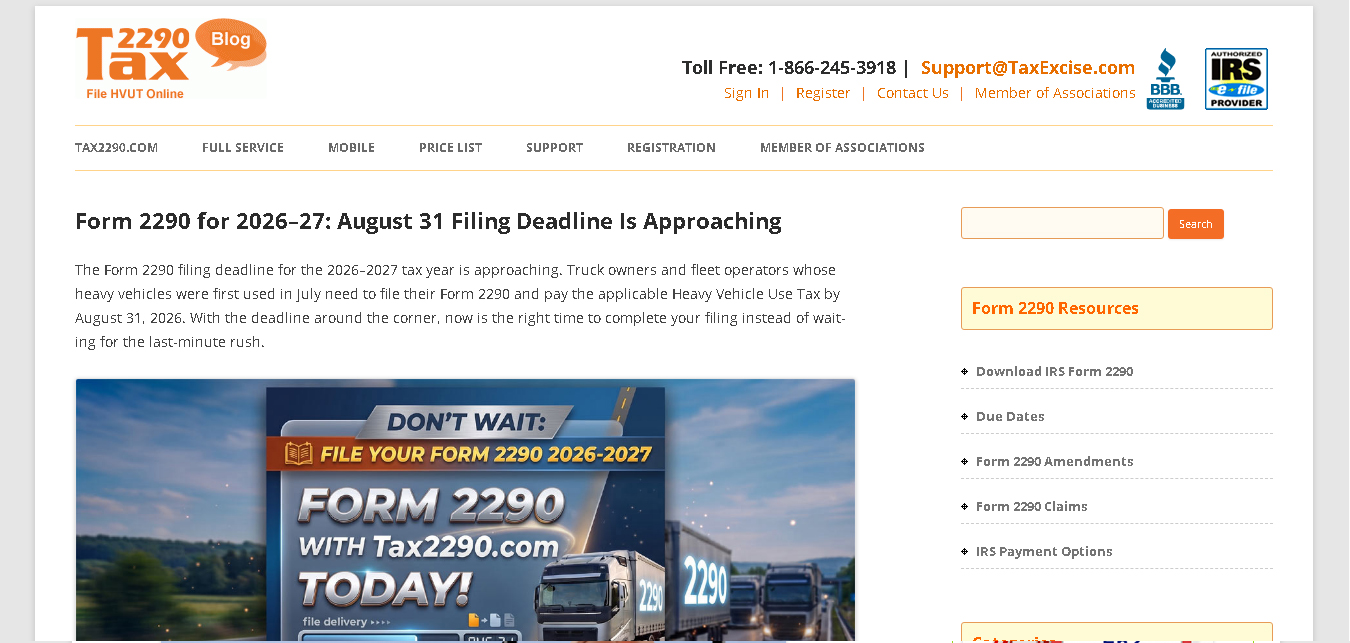 Tax 2290 Blog
File HVUT Online
Toll Free: 1-866-245-3918 | Support@TaxExcise.com
Sign In | Register | Contact Us | Member of Associations
BBB.
ACCREDITED BUSINESS
AUTHORIZED
IRS
e-file
PROVIDER
TAX2290.COM FULL SERVICE MOBILE PRICE LIST SUPPORT REGISTRATION MEMBER OF ASSOCIATIONS
Form 2290 for 2026–27: August 31 Filing Deadline Is Approaching
The Form 2290 filing deadline for the 2026–2027 tax year is approaching. Truck owners and fleet operators whose
heavy vehicles were first used in July need to file their Form 2290 and pay the applicable Heavy Vehicle Use Tax by
August 31, 2026. With the deadline around the corner, now is the right time to complete your filing instead of wait-
ing for the last-minute rush.
DON'T WAIT:
FILE YOUR FORM 2290 2026-2027
FORM 2290
WITH Tax2290.com
TODAY!
file delivery
2290
2290
Search
Form 2290 Resources
Download IRS Form 2290
Due Dates
Form 2290 Amendments
Form 2290 Claims
IRS Payment Options